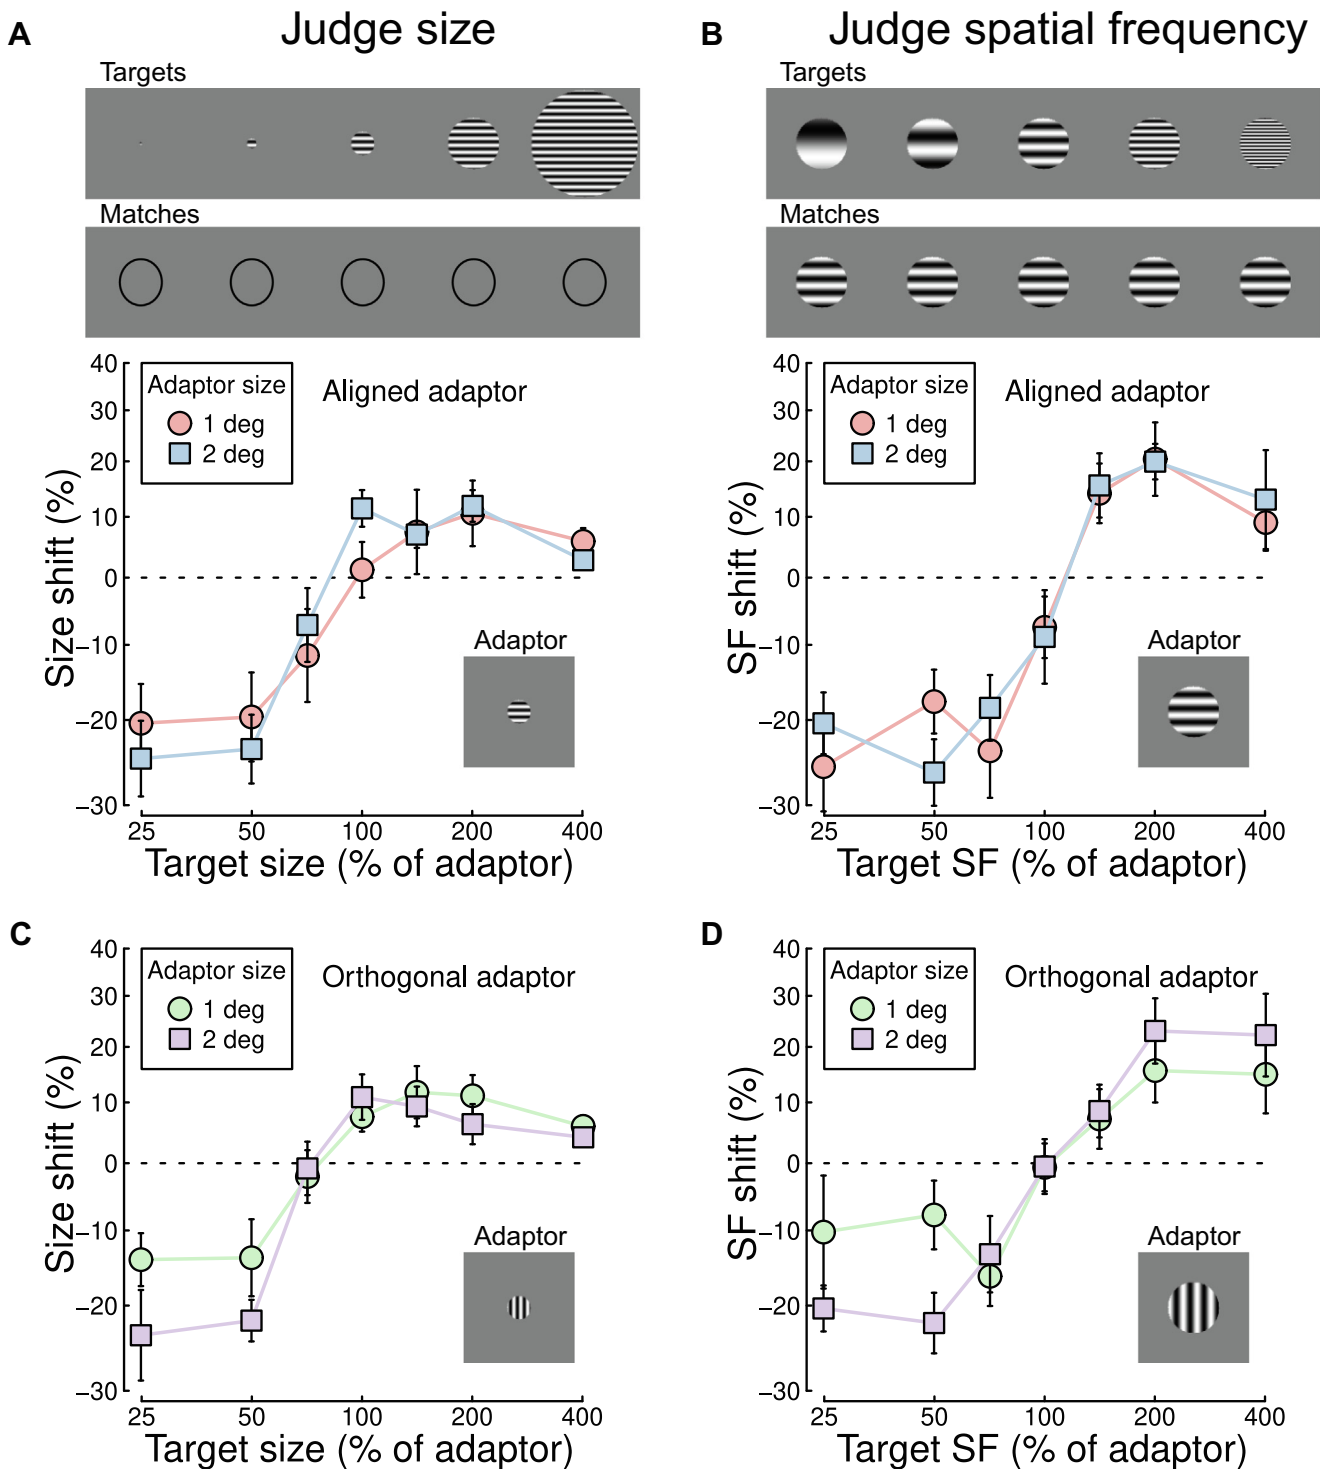 A
Judge size
Targets
Matches
40
30
20
10
0
−10
−20
−30
Size shift (%)
Adaptor size
1 deg
2 deg
Aligned adaptor
Adaptor
25
50
100
200
400
Target size (% of adaptor)
B
Judge spatial frequency
Targets
Matches
40
30
20
10
0
−10
−20
−30
SF shift (%)
Adaptor size
1 deg
2 deg
Aligned adaptor
Adaptor
25
50
100
200
400
Target SF (% of adaptor)
C
40
30
20
10
0
−10
−20
−30
Size shift (%)
Adaptor size
1 deg
2 deg
Orthogonal adaptor
Adaptor
25
50
100
200
400
Target size (% of adaptor)
D
40
30
20
10
0
−10
−20
−30
SF shift (%)
Adaptor size
1 deg
2 deg
Orthogonal adaptor
Adaptor
25
50
100
200
400
Target SF (% of adaptor)